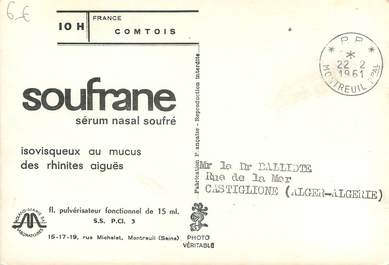 6€
10 H
FRANCE
COMTOIS
soufrane
sérum nasal soufré
isovisqueux au mucus
des rhinites aiguës
fl. pulvérisateur fonctionnel de 15 ml.
S.S. P.Cl. 3
LABORATOIRES
15-17-19, rue Michelet, Montreuil (Seine)
Fabrication Française - Reproduction interdite
PHOTO
VÉRITABLE
* P P *
*
22 2
1961
MONTREUIL
Mr le Dr DALLIDTE
Rue de la Mer
CASTIGLIONE (ALGER-ALGERIE)